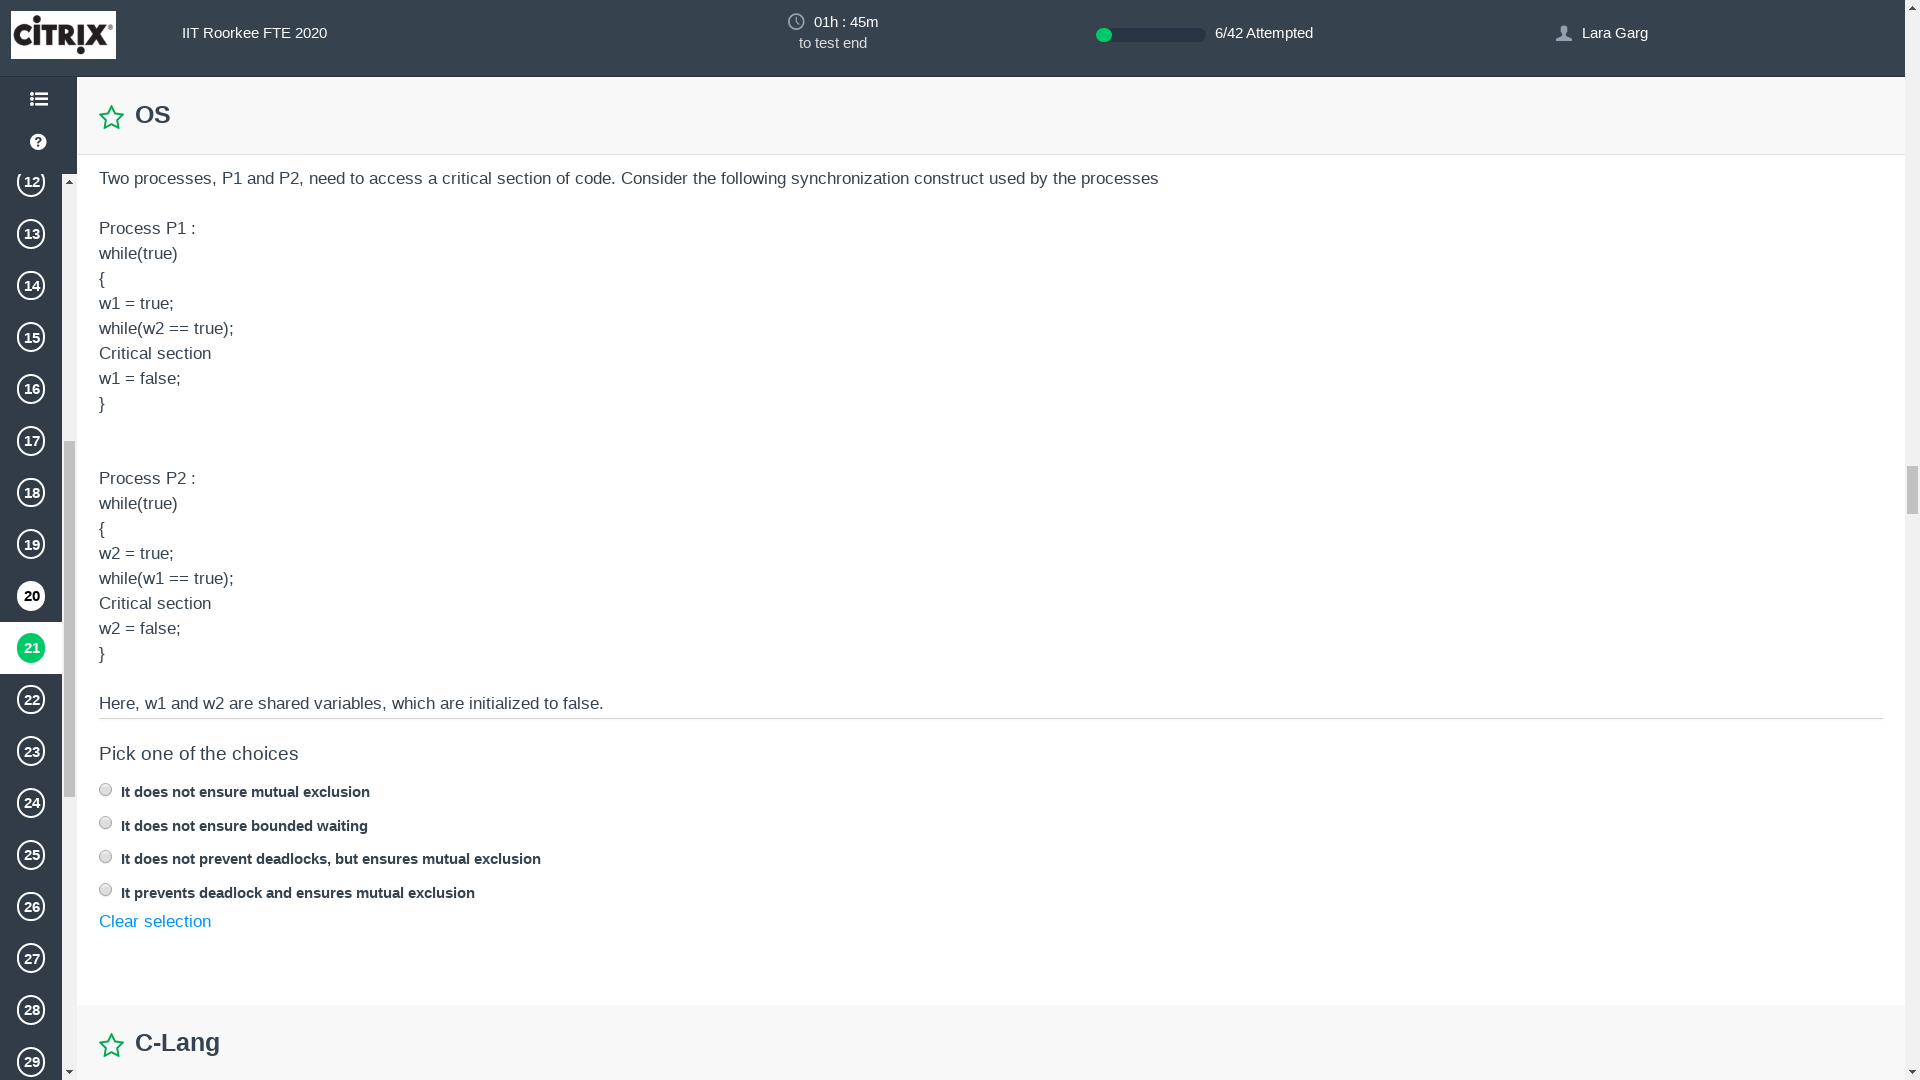 CİTRIX®
IIT Roorkee FTE 2020
01h : 45m
to test end
6/42 Attempted
Lara Garg
OS
12
13
14
15
16
17
18
19
20
21
22
23
24
25
26
27
28
29
Two processes, P1 and P2, need to access a critical section of code. Consider the following synchronization construct used by the processes
Process P1 :
while(true)
{
w1 = true;
while(w2 == true);
Critical section
w1 = false;
}
Process P2 :
while(true)
{
w2 = true;
while(w1 == true);
Critical section
w2 = false;
}
Here, w1 and w2 are shared variables, which are initialized to false.
Pick one of the choices
It does not ensure mutual exclusion
It does not ensure bounded waiting
It does not prevent deadlocks, but ensures mutual exclusion
It prevents deadlock and ensures mutual exclusion
Clear selection
C-Lang